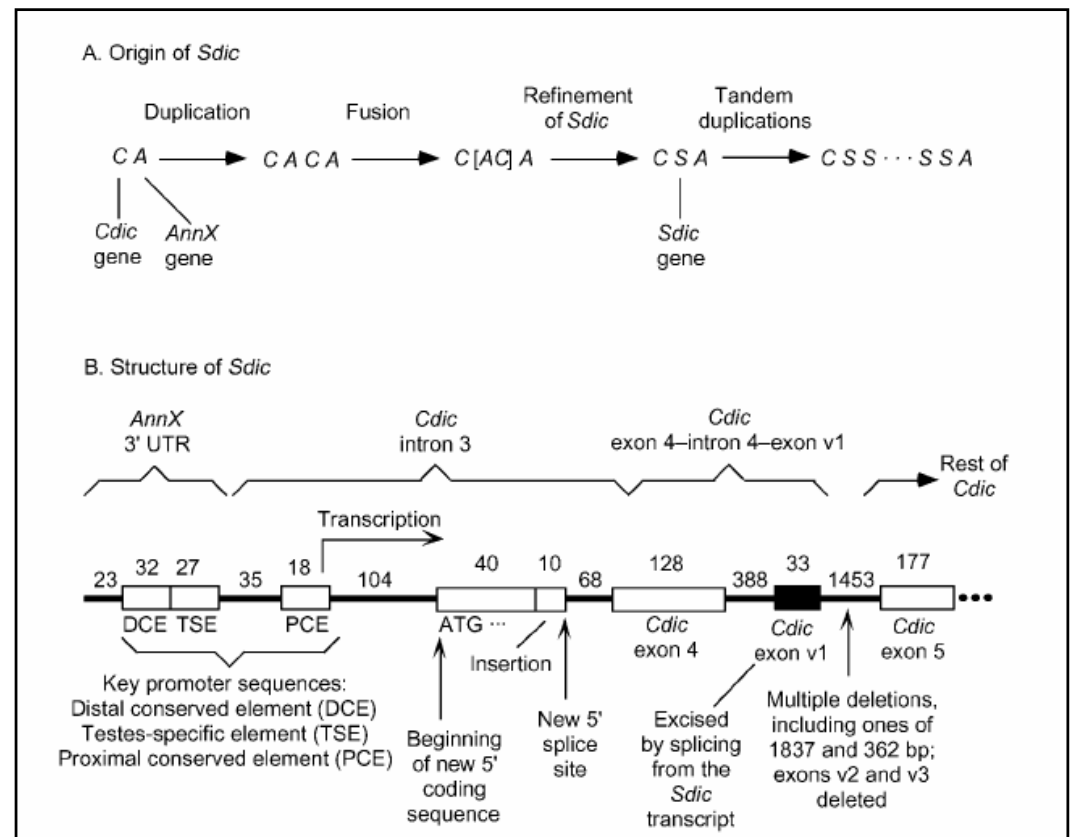 A. Origin of Sdic
Duplication
Fusion
Refinement
of Sdic
Tandem
duplications
C A
C A C A
C [AC] A
C S A
C S S · · · S S A
Cdic
gene
AnnX
gene
Sdic
gene
B. Structure of Sdic
AnnX
3' UTR
Cdic
intron 3
Cdic
exon 4–intron 4–exon v1
Rest of
Cdic
Transcription
23 32 27 35 18 104 40 10 68 128 388 33 1453 177
DCE TSE PCE ATG ···
Insertion
Cdic
exon 4
Cdic
exon v1
Cdic
exon 5
Key promoter sequences:
Distal conserved element (DCE)
Testes-specific element (TSE)
Proximal conserved element (PCE)
Beginning
of new 5'
coding
sequence
New 5'
splice
site
Excised
by splicing
from the
Sdic
transcript
Multiple deletions,
including ones of
1837 and 362 bp;
exons v2 and v3
deleted